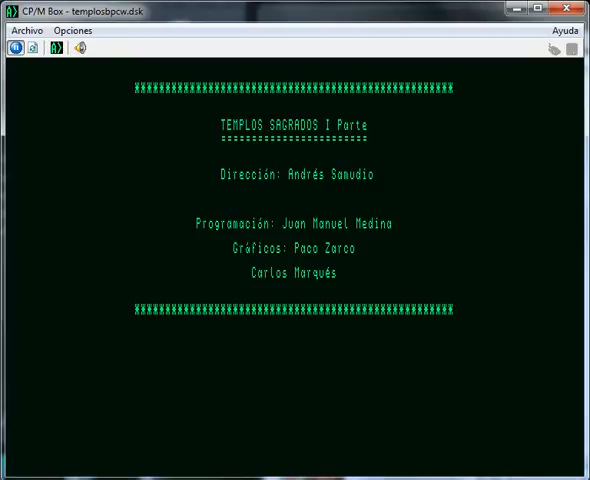 CP/M Box - templosbpcw.dsk
Archivo Opciones Ayuda
A>
****************************************************
TEMPLOS SAGRADOS I Parte
========================
Dirección: Andrés Samudio
Programación: Juan Manuel Medina
Gráficos: Paco Zarco
Carlos Marqués
****************************************************